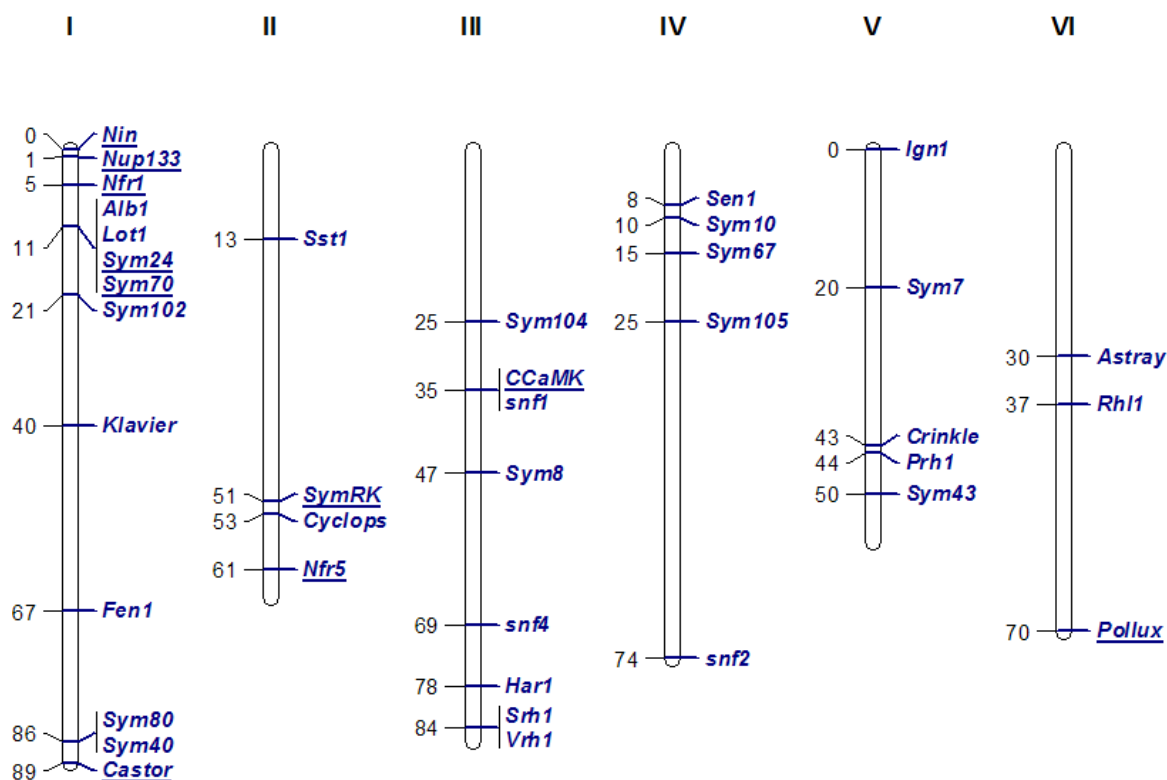 I II III IV V VI
0 Nin
1 Nup133
5 Nfr1
Alb1
Lot1
11 Sym24
Sym70
21 Sym102
40 Klavier
67 Fen1
Sym80
86 Sym40
89 Castor
13 Sst1
51 SymRK
53 Cyclops
61 Nfr5
25 Sym104
35 CCaMK
snf1
47 Sym8
69 snf4
78 Har1
84 Srh1
Vrh1
8 Sen1
10 Sym10
15 Sym67
25 Sym105
74 snf2
0 Ign1
20 Sym7
43 Crinkle
44 Prh1
50 Sym43
30 Astray
37 Rhl1
70 Pollux